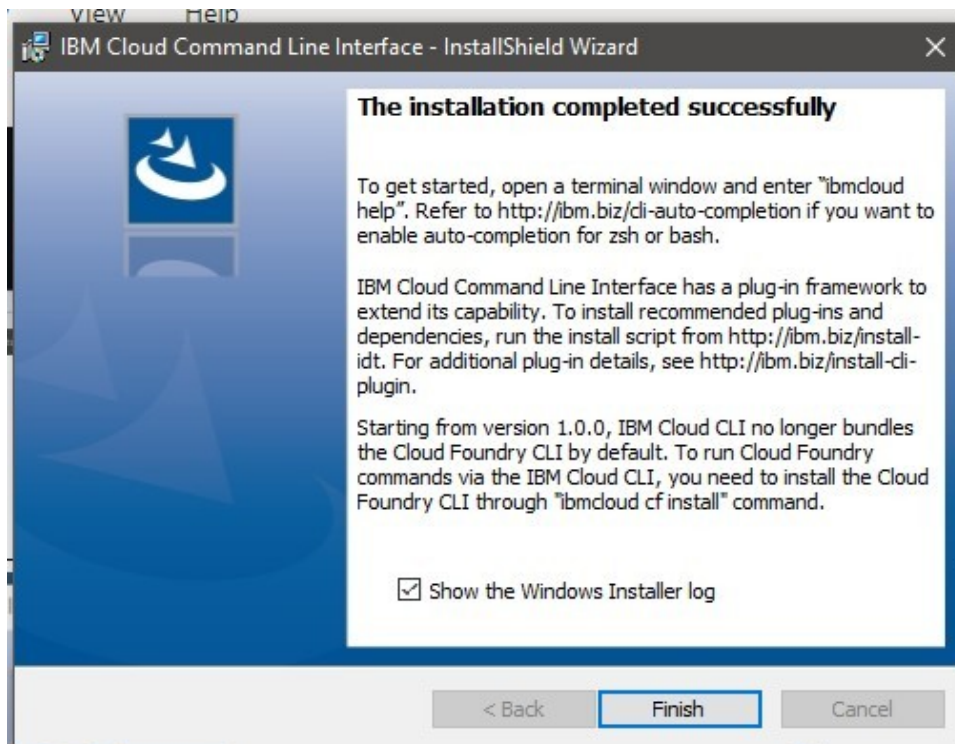 View Help
IBM Cloud Command Line Interface - InstallShield Wizard
The installation completed successfully
To get started, open a terminal window and enter "ibmcloud
help". Refer to http://ibm.biz/cli-auto-completion if you want to
enable auto-completion for zsh or bash.
IBM Cloud Command Line Interface has a plug-in framework to
extend its capability. To install recommended plug-ins and
dependencies, run the install script from http://ibm.biz/install-
idt. For additional plug-in details, see http://ibm.biz/install-cli-
plugin.
Starting from version 1.0.0, IBM Cloud CLI no longer bundles
the Cloud Foundry CLI by default. To run Cloud Foundry
commands via the IBM Cloud CLI, you need to install the Cloud
Foundry CLI through "ibmcloud cf install" command.
Show the Windows Installer log
< Back Finish Cancel